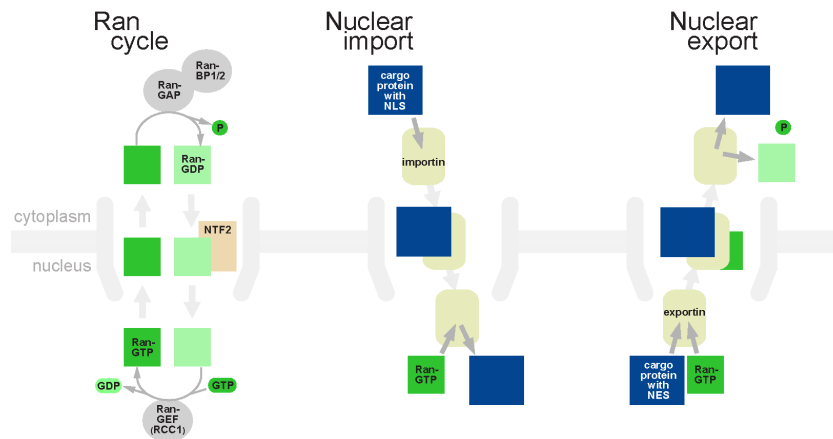 Ran
cycle
Nuclear
import
Nuclear
export
Ran-
BP1/2
Ran-
GAP
P
Ran-
GDP
cytoplasm
nucleus
NTF2
Ran-
GTP
GDP
GTP
Ran-
GEF
(RCC1)
cargo
protein
with
NLS
importin
Ran-
GTP
P
exportin
cargo
protein
with
NES
Ran-
GTP